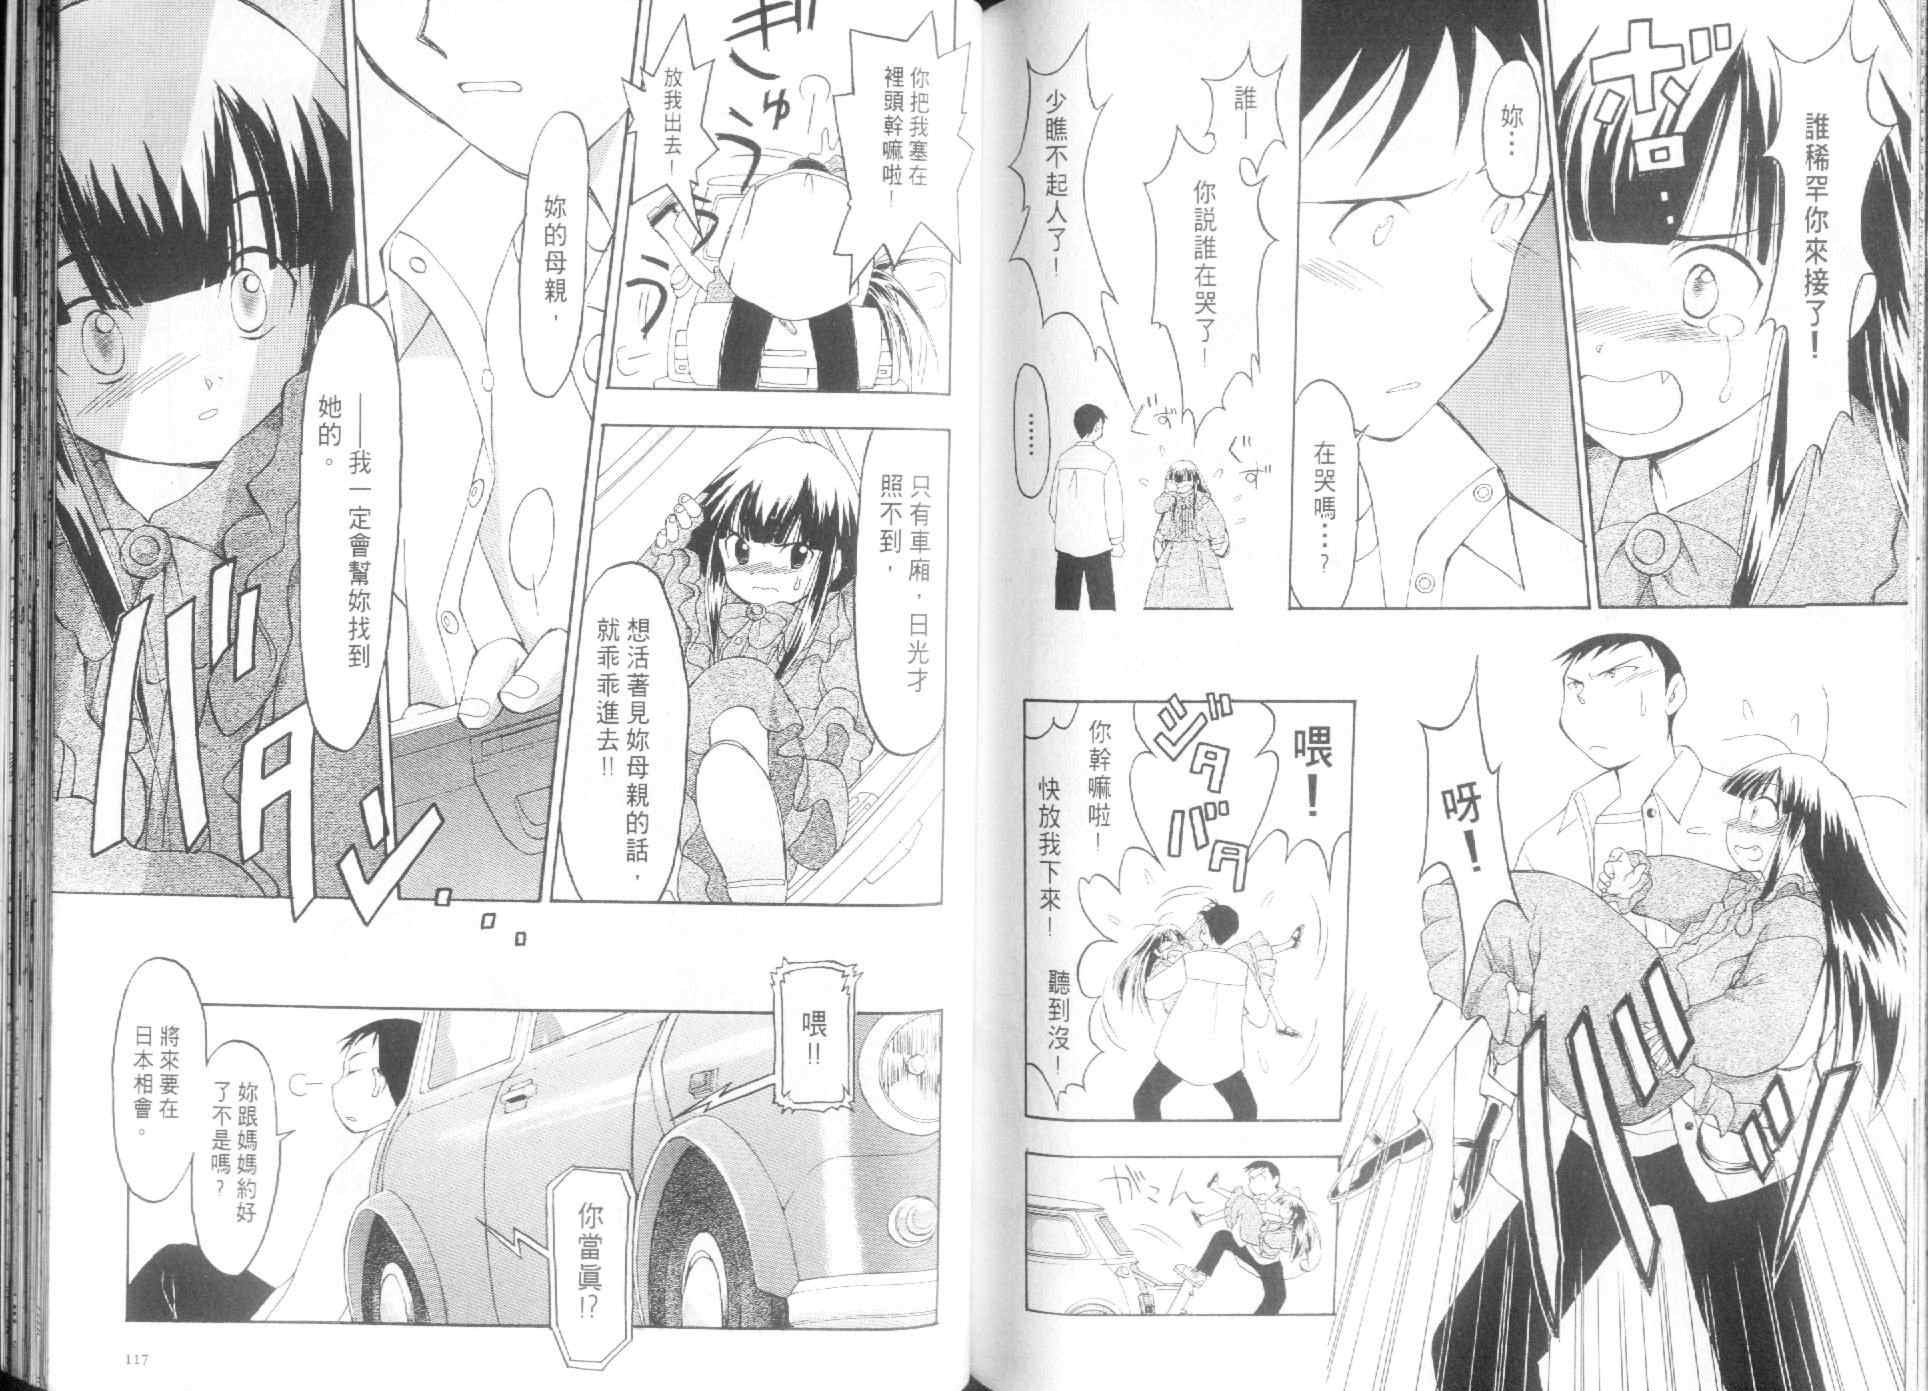 誰稀罕你來接了！
ボロ
妳⋯
在哭嗎⋯⋯？
誰—
你說誰在哭了！
少瞧不起人了！
ぐず
ぐず
⋯⋯
呀！
喂！
ジタ
バタ
你幹嘛啦！
快放我下來！
聽到沒！
がこん
你把我塞在
裡頭幹嘛啦！
放我出去！
ぎ
ゅ
う
う
う
只有車廂，日光才
照不到，
想活著見妳母親的話，
就乖乖進去!!
妳的母親，
——我一定會幫妳找到
她的。
バタン
喂!!
你當真!?
妳跟媽媽約好
了不是嗎？
將來要在
日本相會。
117